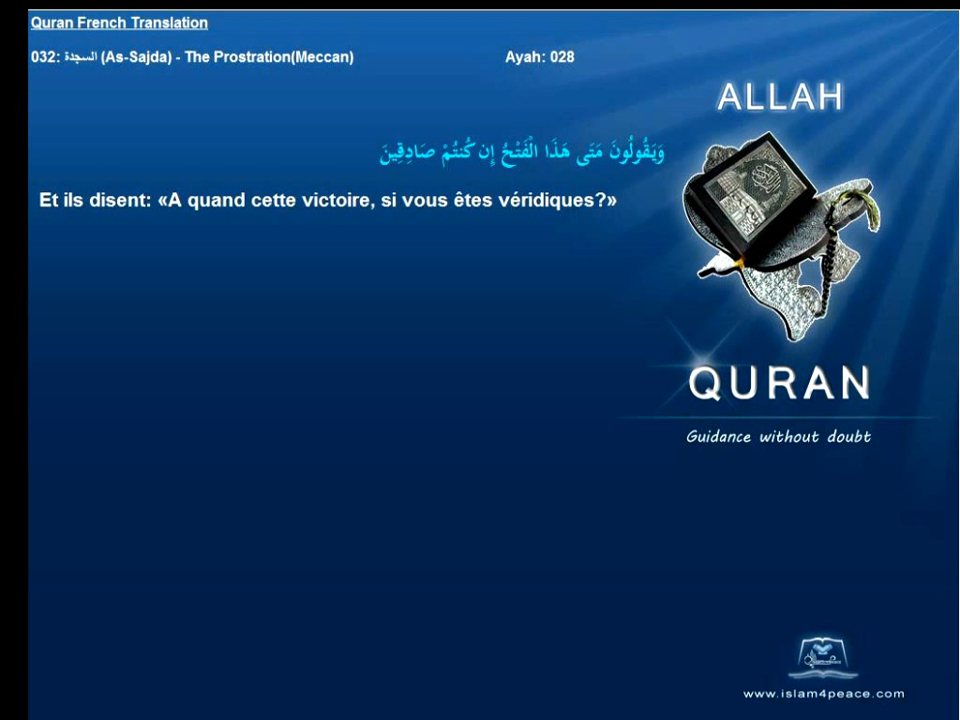 Quran French Translation
032: السجدة (As-Sajda) - The Prostration(Meccan) Ayah: 028
ALLAH
وَيَقُولُونَ مَتَى هَذَا الْفَتْحُ إِن كُنتُمْ صَادِقِينَ
Et ils disent: «A quand cette victoire, si vous êtes véridiques?»
QURAN
Guidance without doubt
www.islam4peace.com